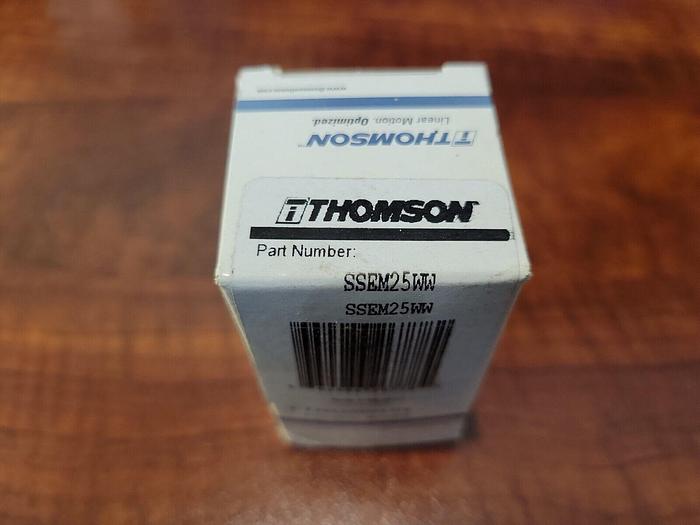 Linear Motion. Optimized.
THOMSON
THOMSON
Part Number:
SSEM25WW
SSEM25WW